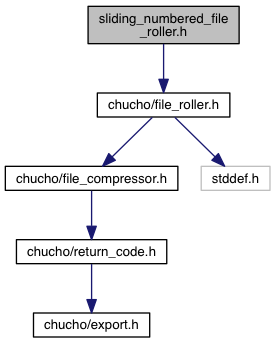 sliding_numbered_file
_roller.h
chucho/file_roller.h
chucho/file_compressor.h
stddef.h
chucho/return_code.h
chucho/export.h